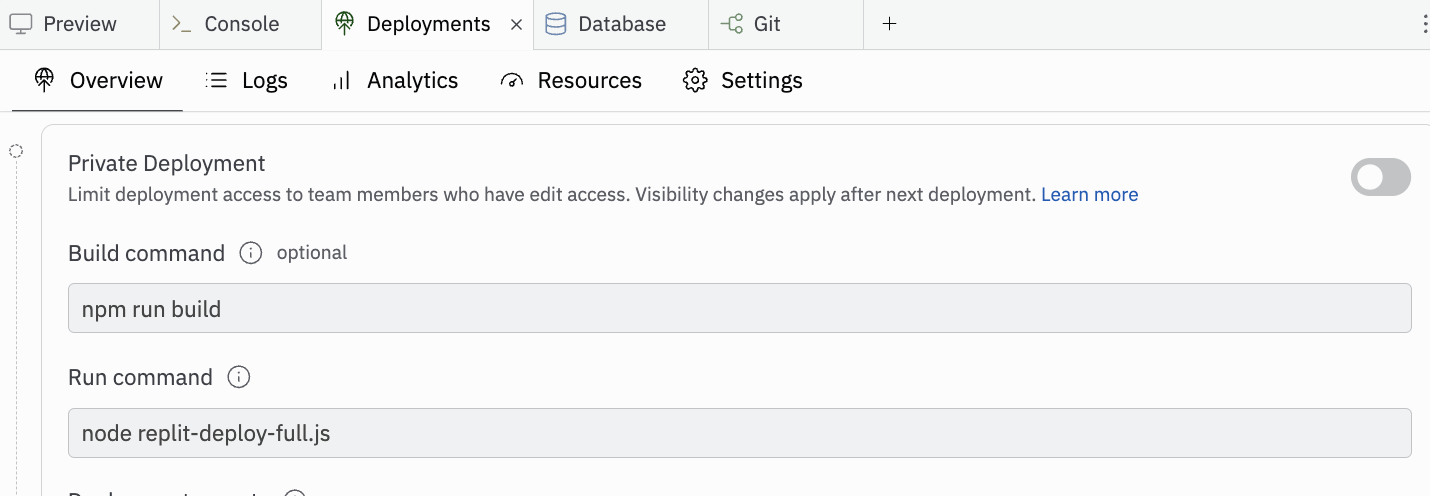 Preview Console Deployments Database Git
Overview Logs Analytics Resources Settings
Private Deployment
Limit deployment access to team members who have edit access. Visibility changes apply after next deployment. Learn more
Build command optional
npm run build
Run command
node replit-deploy-full.js